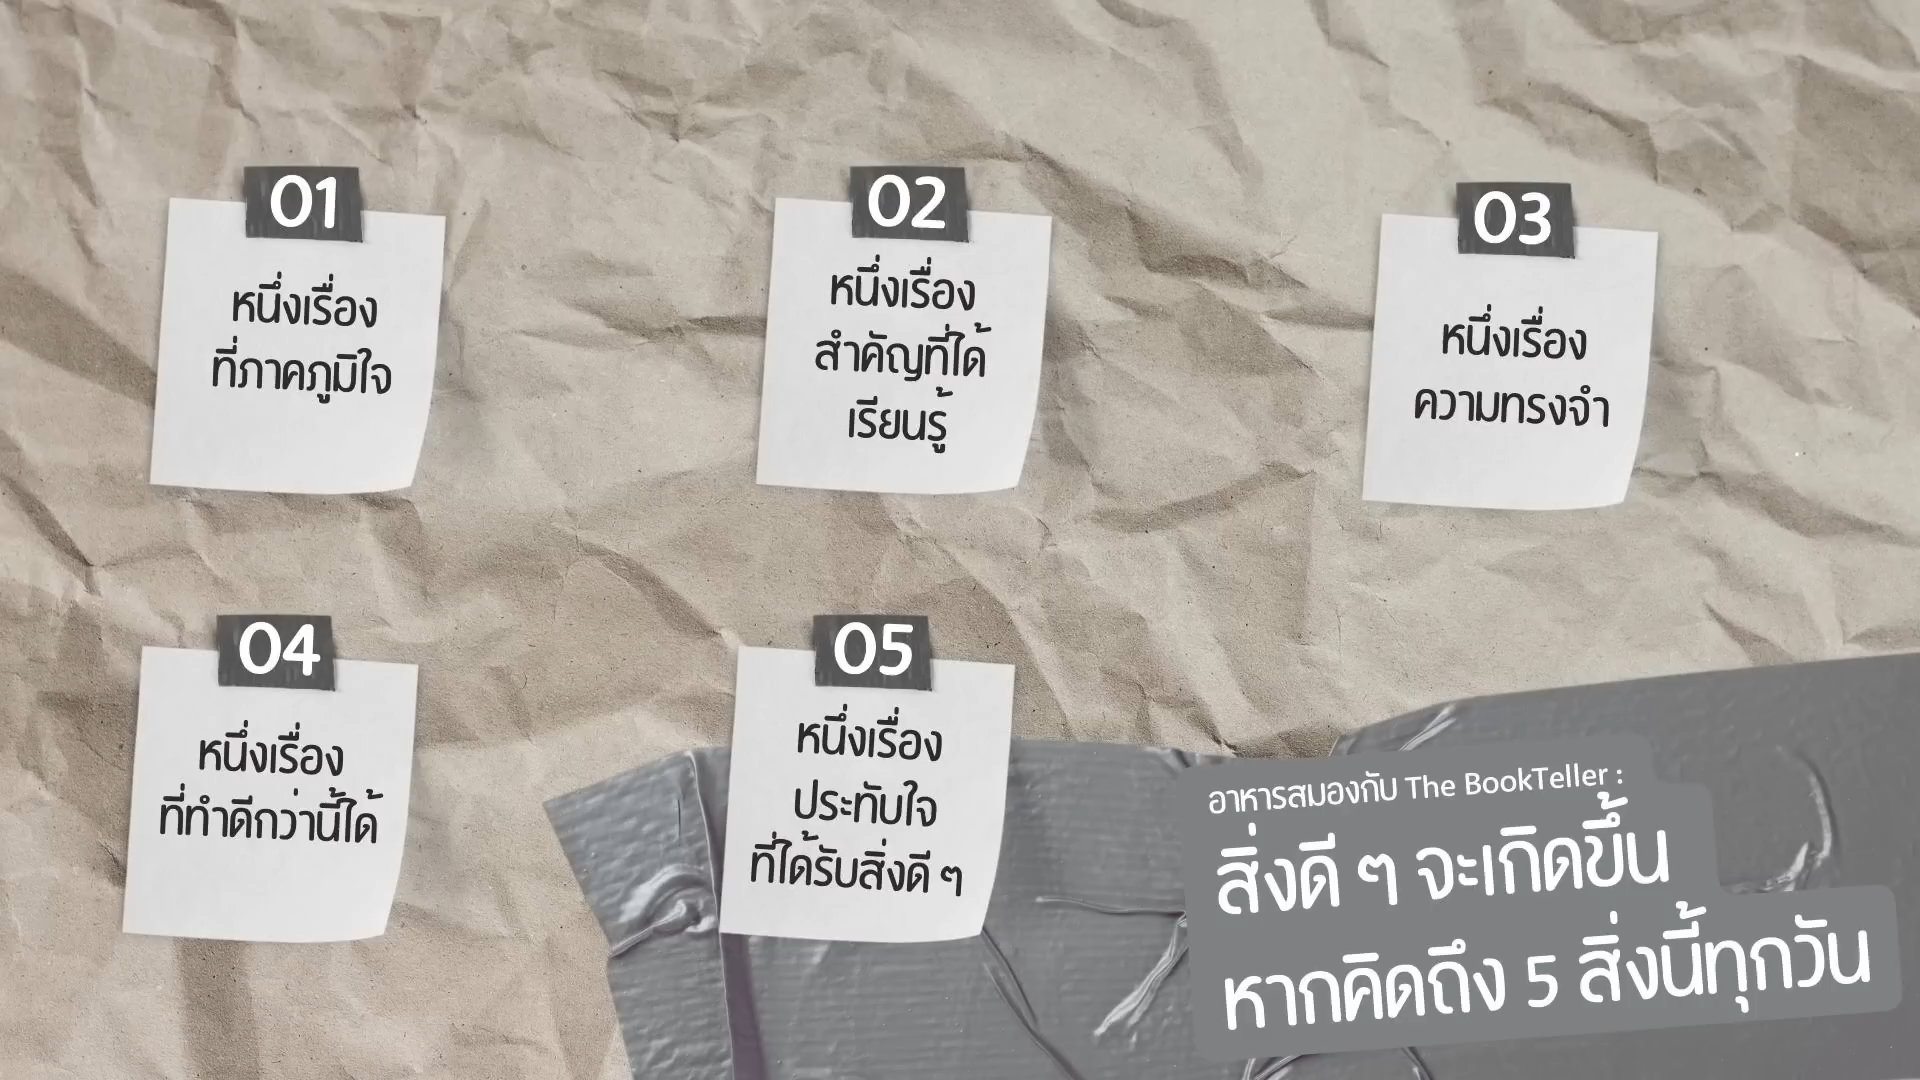 01
หนึ่งเรื่อง
ที่ภาคภูมิใจ
02
หนึ่งเรื่อง
สำคัญที่ได้
เรียนรู้
03
หนึ่งเรื่อง
ความทรงจำ
04
หนึ่งเรื่อง
ที่ทำดีกว่านี้ได้
05
หนึ่งเรื่อง
ประทับใจ
ที่ได้รับสิ่งดี ๆ
อาหารสมองกับ The BookTeller :
สิ่งดี ๆ จะเกิดขึ้น
หากคิดถึง 5 สิ่งนี้ทุกวัน